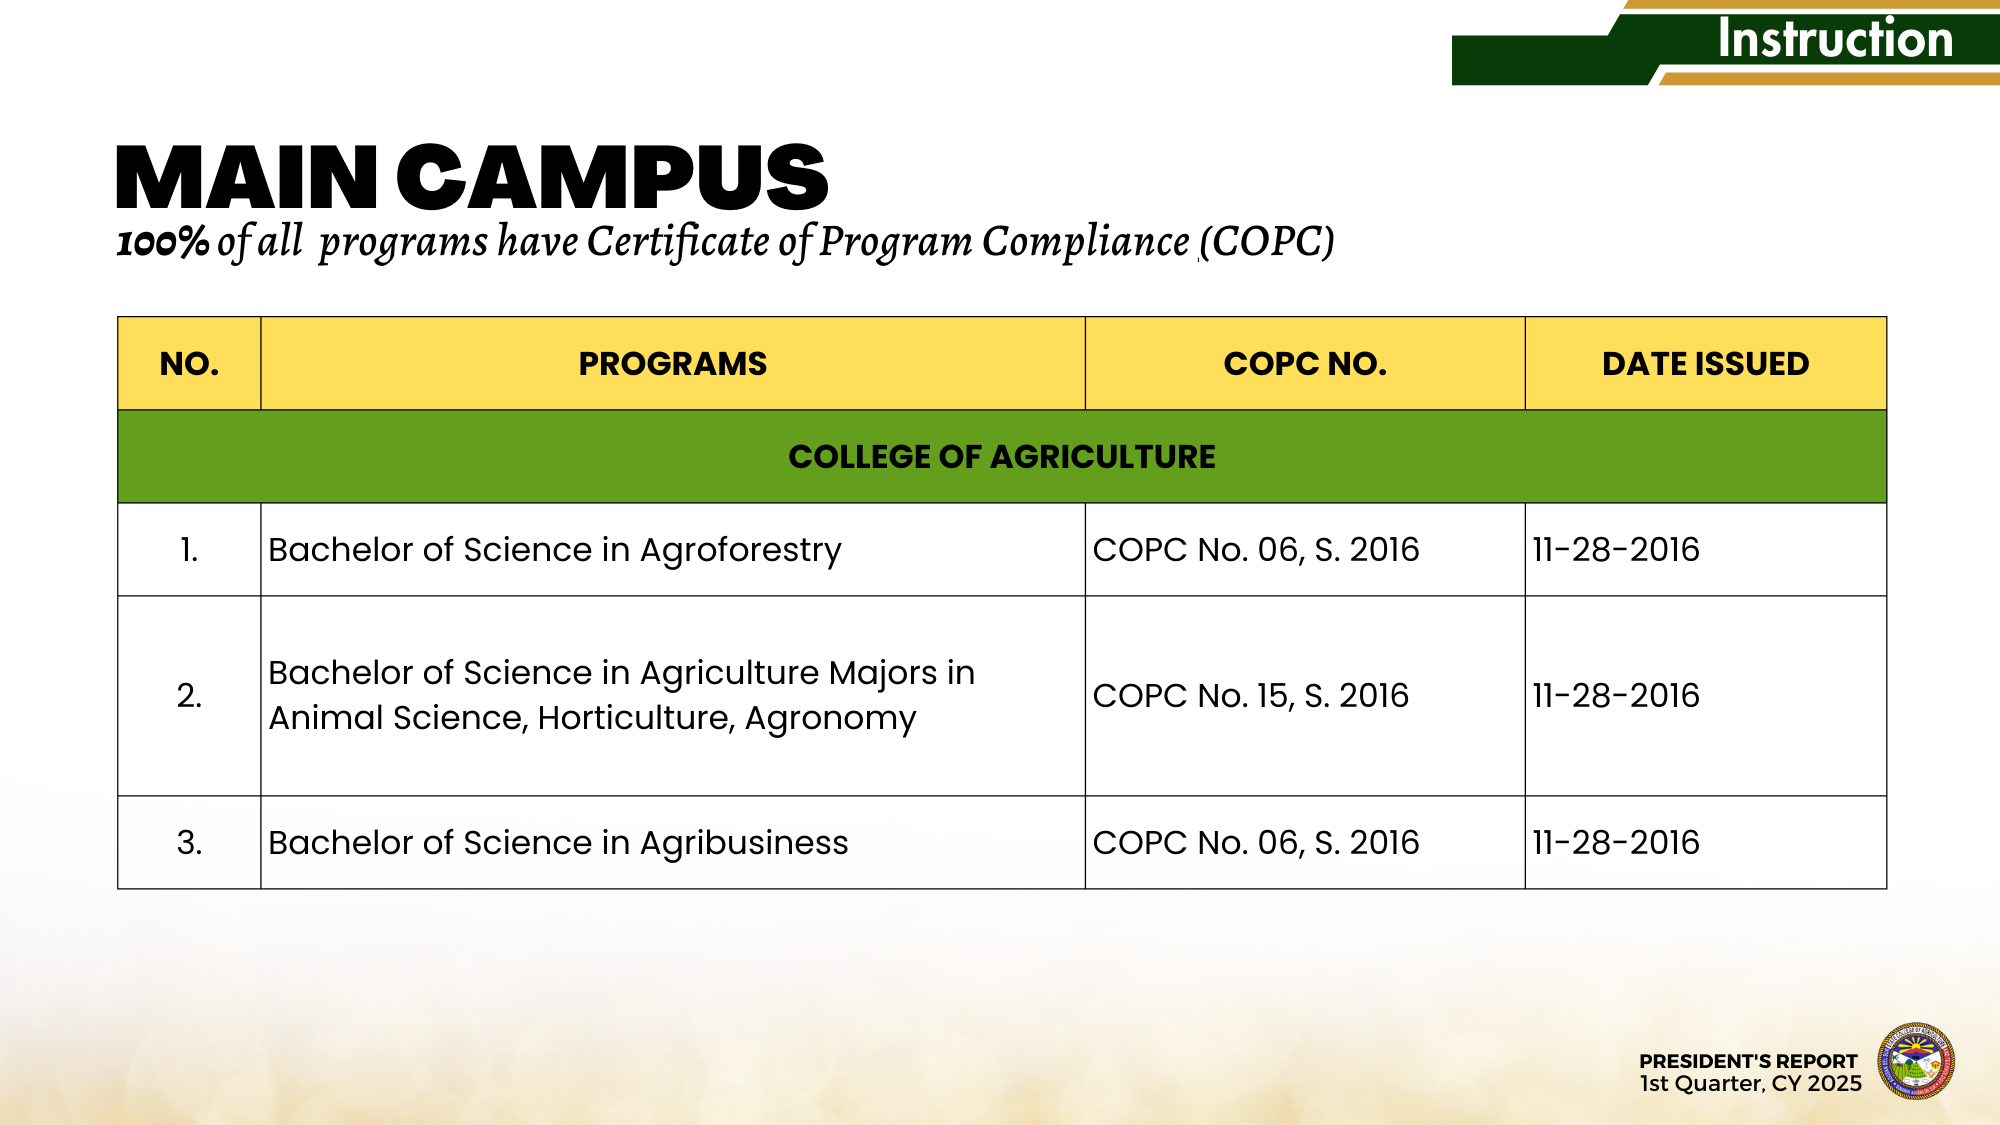 Instruction
MAIN CAMPUS
100% of all programs have Certificate of Program Compliance (COPC)
NO. PROGRAMS COPC NO. DATE ISSUED
COLLEGE OF AGRICULTURE
1. Bachelor of Science in Agroforestry COPC No. 06, S. 2016 11-28-2016
2. Bachelor of Science in Agriculture Majors in
Animal Science, Horticulture, Agronomy COPC No. 15, S. 2016 11-28-2016
3. Bachelor of Science in Agribusiness COPC No. 06, S. 2016 11-28-2016
PRESIDENT'S REPORT
1st Quarter, CY 2025